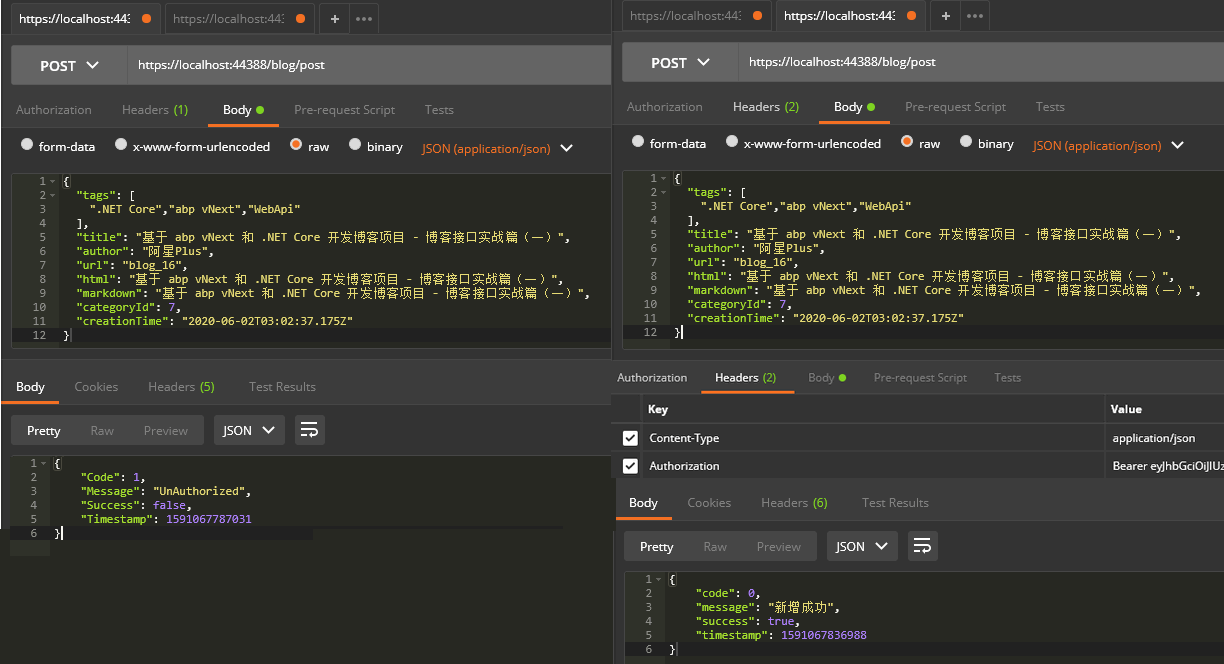 https://localhost:443
https://localhost:443
+
•••
POST
https://localhost:44388/blog/post
Authorization
Headers (1)
Body
Pre-request Script
Tests
form-data
x-www-form-urlencoded
raw
binary
JSON (application/json)
1 {
2 "tags": [
3 ".NET Core","abp vNext","WebApi"
4 ],
5 "title": "基于 abp vNext 和 .NET Core 开发博客项目 - 博客接口实战篇（一）",
6 "author": "阿星Plus",
7 "url": "blog_16",
8 "html": "基于 abp vNext 和 .NET Core 开发博客项目 - 博客接口实战篇（一）",
9 "markdown": "基于 abp vNext 和 .NET Core 开发博客项目 - 博客接口实战篇（一）",
10 "categoryId": 7,
11 "creationTime": "2020-06-02T03:02:37.175Z"
12 }
Body
Cookies
Headers (5)
Test Results
Pretty
Raw
Preview
JSON
1 {
2 "Code": 1,
3 "Message": "UnAuthorized",
4 "Success": false,
5 "Timestamp": 1591067787031
6 }
https://localhost:443
https://localhost:443
+
•••
POST
https://localhost:44388/blog/post
Authorization
Headers (2)
Body
Pre-request Script
Tests
form-data
x-www-form-urlencoded
raw
binary
JSON (application/json)
1 {
2 "tags": [
3 ".NET Core","abp vNext","WebApi"
4 ],
5 "title": "基于 abp vNext 和 .NET Core 开发博客项目 - 博客接口实战篇（一）",
6 "author": "阿星Plus",
7 "url": "blog_16",
8 "html": "基于 abp vNext 和 .NET Core 开发博客项目 - 博客接口实战篇（一）",
9 "markdown": "基于 abp vNext 和 .NET Core 开发博客项目 - 博客接口实战篇（一）",
10 "categoryId": 7,
11 "creationTime": "2020-06-02T03:02:37.175Z"
12 }
Authorization
Headers (2)
Body
Pre-request Script
Tests
Key
Value
Content-Type
application/json
Authorization
Bearer eyJhbGciOiJIUz
Body
Cookies
Headers (6)
Test Results
Pretty
Raw
Preview
JSON
1 {
2 "code": 0,
3 "message": "新增成功",
4 "success": true,
5 "timestamp": 1591067836988
6 }